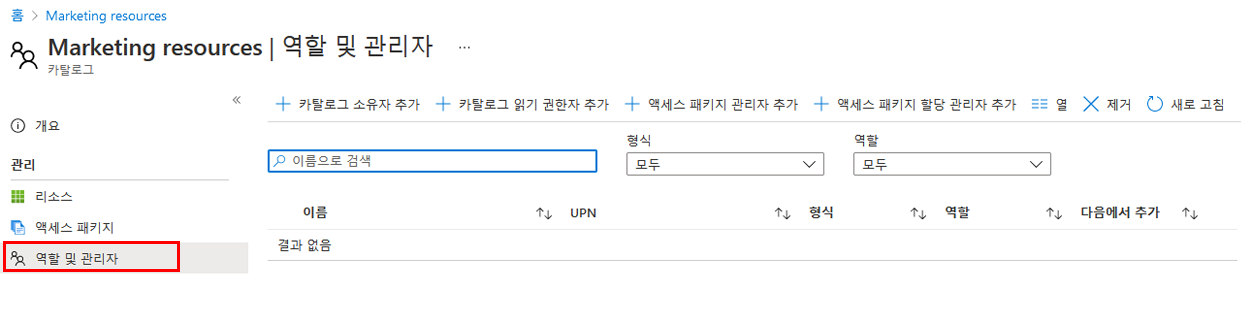 홈 > Marketing resources
Marketing resources | 역할 및 관리자 ...
카탈로그
«
+ 카탈로그 소유자 추가 + 카탈로그 읽기 권한자 추가 + 액세스 패키지 관리자 추가 + 액세스 패키지 할당 관리자 추가 열 제거 새로 고침
개요
관리
리소스
액세스 패키지
역할 및 관리자
형식 역할
이름으로 검색 모두 모두
이름 UPN 형식 역할 다음에서 추가
결과 없음